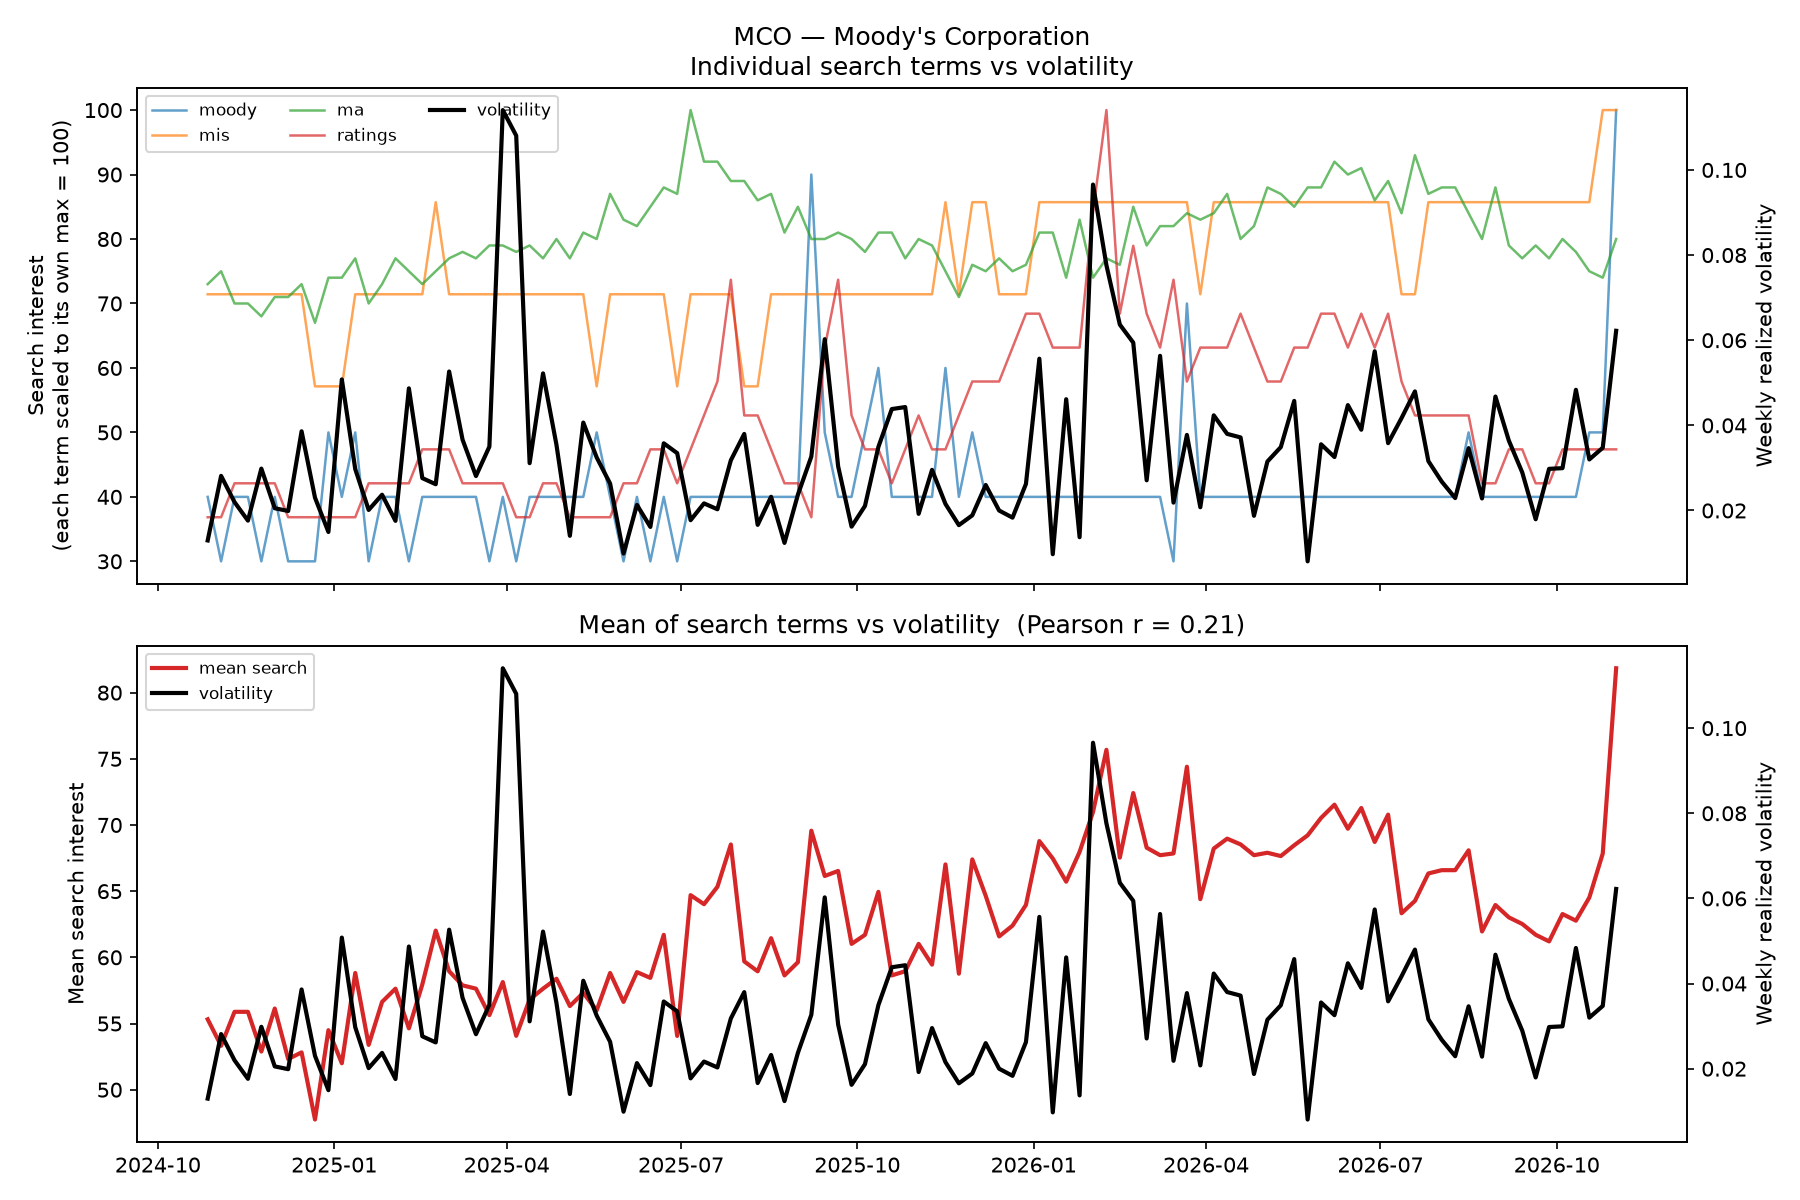 MCO — Moody's Corporation
Individual search terms vs volatility
moody
mis
ma
ratings
volatility
100
90
80
70
60
50
40
30
Search interest
(each term scaled to its own max = 100)
0.10
0.08
0.06
0.04
0.02
Weekly realized volatility
Mean of search terms vs volatility (Pearson r = 0.21)
mean search
volatility
80
75
70
65
60
55
50
Mean search interest
0.10
0.08
0.06
0.04
0.02
Weekly realized volatility
2024-10
2025-01
2025-04
2025-07
2025-10
2026-01
2026-04
2026-07
2026-10